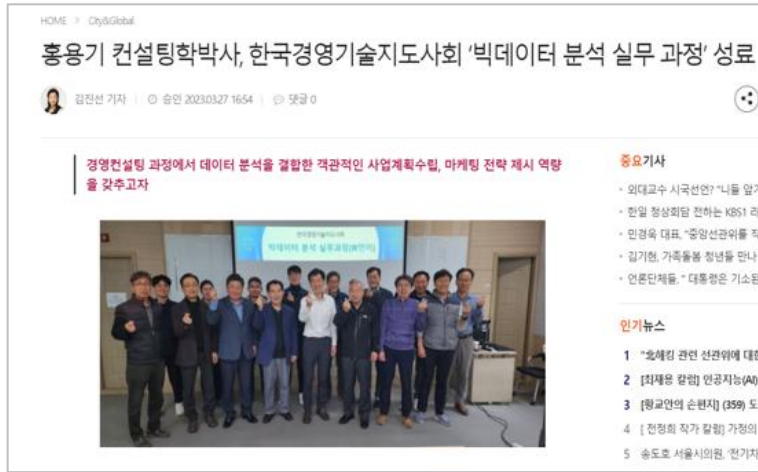 HOME > City&Global
홍용기 컨설팅학박사, 한국경영기술지도사회 '빅데이터 분석 실무 과정' 성료
김진선 기자 승인 2023.03.27 16:54 댓글 0
경영컨설팅 과정에서 데이터 분석을 결합한 객관적인 사업계획수립, 마케팅 전략 제시 역량
을 갖추고자
한국경영기술지도사회
빅데이터 분석 실무과정
중요기사
외대교수 시국선언? "니들 앞가
한일 정상회담 전하는 KBS1 라
민경욱 대표, "중앙선관위를 직
김기현, 가족돌봄 청년들 만나
언론단체들, " 대통령은 기소된
인기뉴스
1 "北해킹 관련 선관위에 대한
2 [최재용 칼럼] 인공지능(AI)
3 [황교안의 손편지] (359) 도
4 [ 전정희 작가 칼럼] 가정의
5 송도호 서울시의원, '전기차